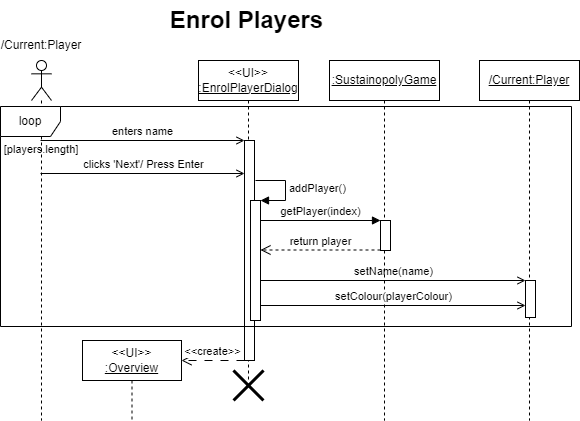 Enrol Players
/Current:Player
<<UI>>
:EnrolPlayerDialog
:SustainopolyGame
/Current:Player
loop
[players.length]
enters name
clicks 'Next'/ Press Enter
addPlayer()
getPlayer(index)
return player
setName(name)
setColour(playerColour)
<<create>>
<<UI>>
:Overview